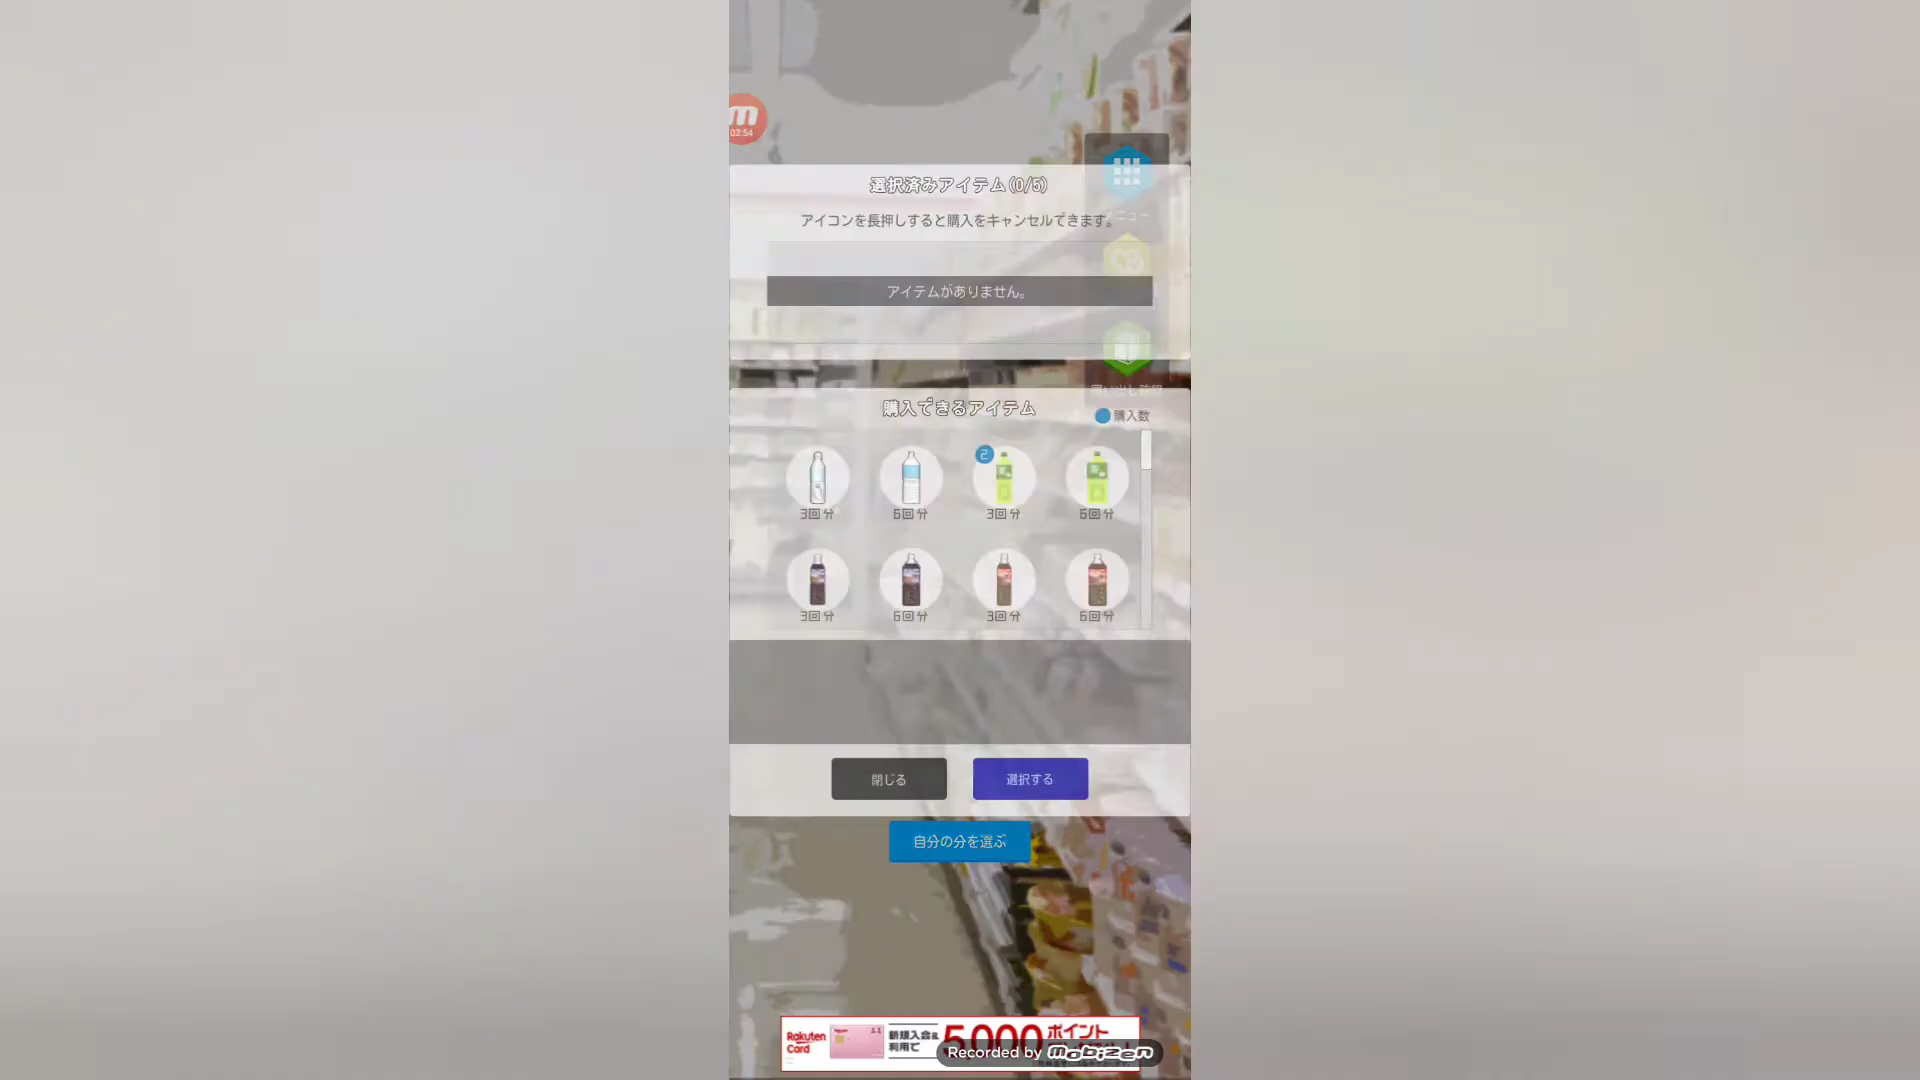 m
02:54
選択済みアイテム(0/5)
アイコンを長押しすると購入をキャンセルできます。
ニュー
アイテムがありません。
購入できるアイテム
購入数
2
3回分
6回分
3回分
6回分
3回分
6回分
3回分
6回分
閉じる
選択する
自分の分を選ぶ
Rakuten
Card
新規入会&
利用で
5,000
ポイント
Recorded by mobizen